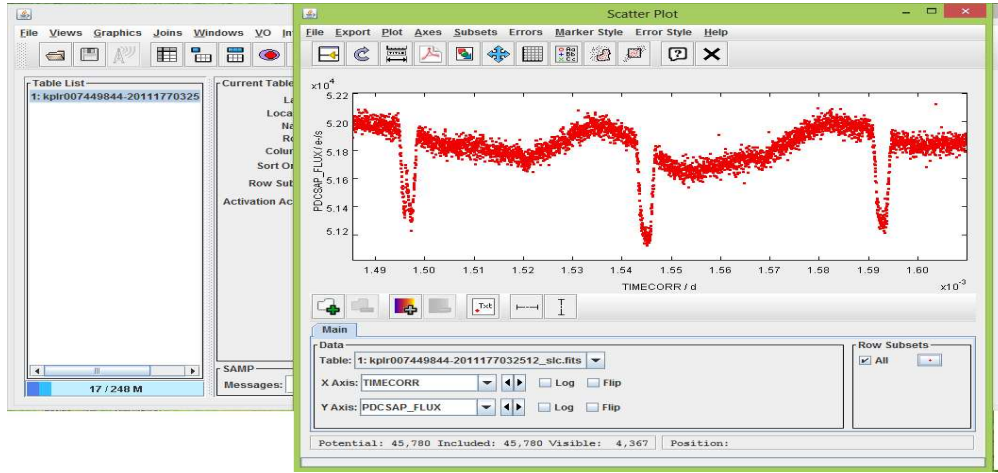 Scatter Plot
File Views Graphics Joins Windows VO
File Export Plot Axes Subsets Errors Marker Style Error Style Help
Table List
1: kplr007449844-20111770325
Current Table
La
Loca
Na
Ro
Colum
Sort Or
Row Sub
Activation Ac
17 / 248 M
SAMP
Messages:
x10⁴
5.22
5.20
5.18
5.16
5.14
5.12
PDCSAP_FLUX / e-/s
1.49 1.50 1.51 1.52 1.53 1.54 1.55 1.56 1.57 1.58 1.59 1.60
TIMECORR / d
x10⁻³
Txt
Main
Data
Table: 1: kplr007449844-2011177032512_slc.fits
X Axis: TIMECORR Log Flip
Y Axis: PDCSAP_FLUX Log Flip
Row Subsets
All
Potential: 45,780 Included: 45,780 Visible: 4,367 Position: